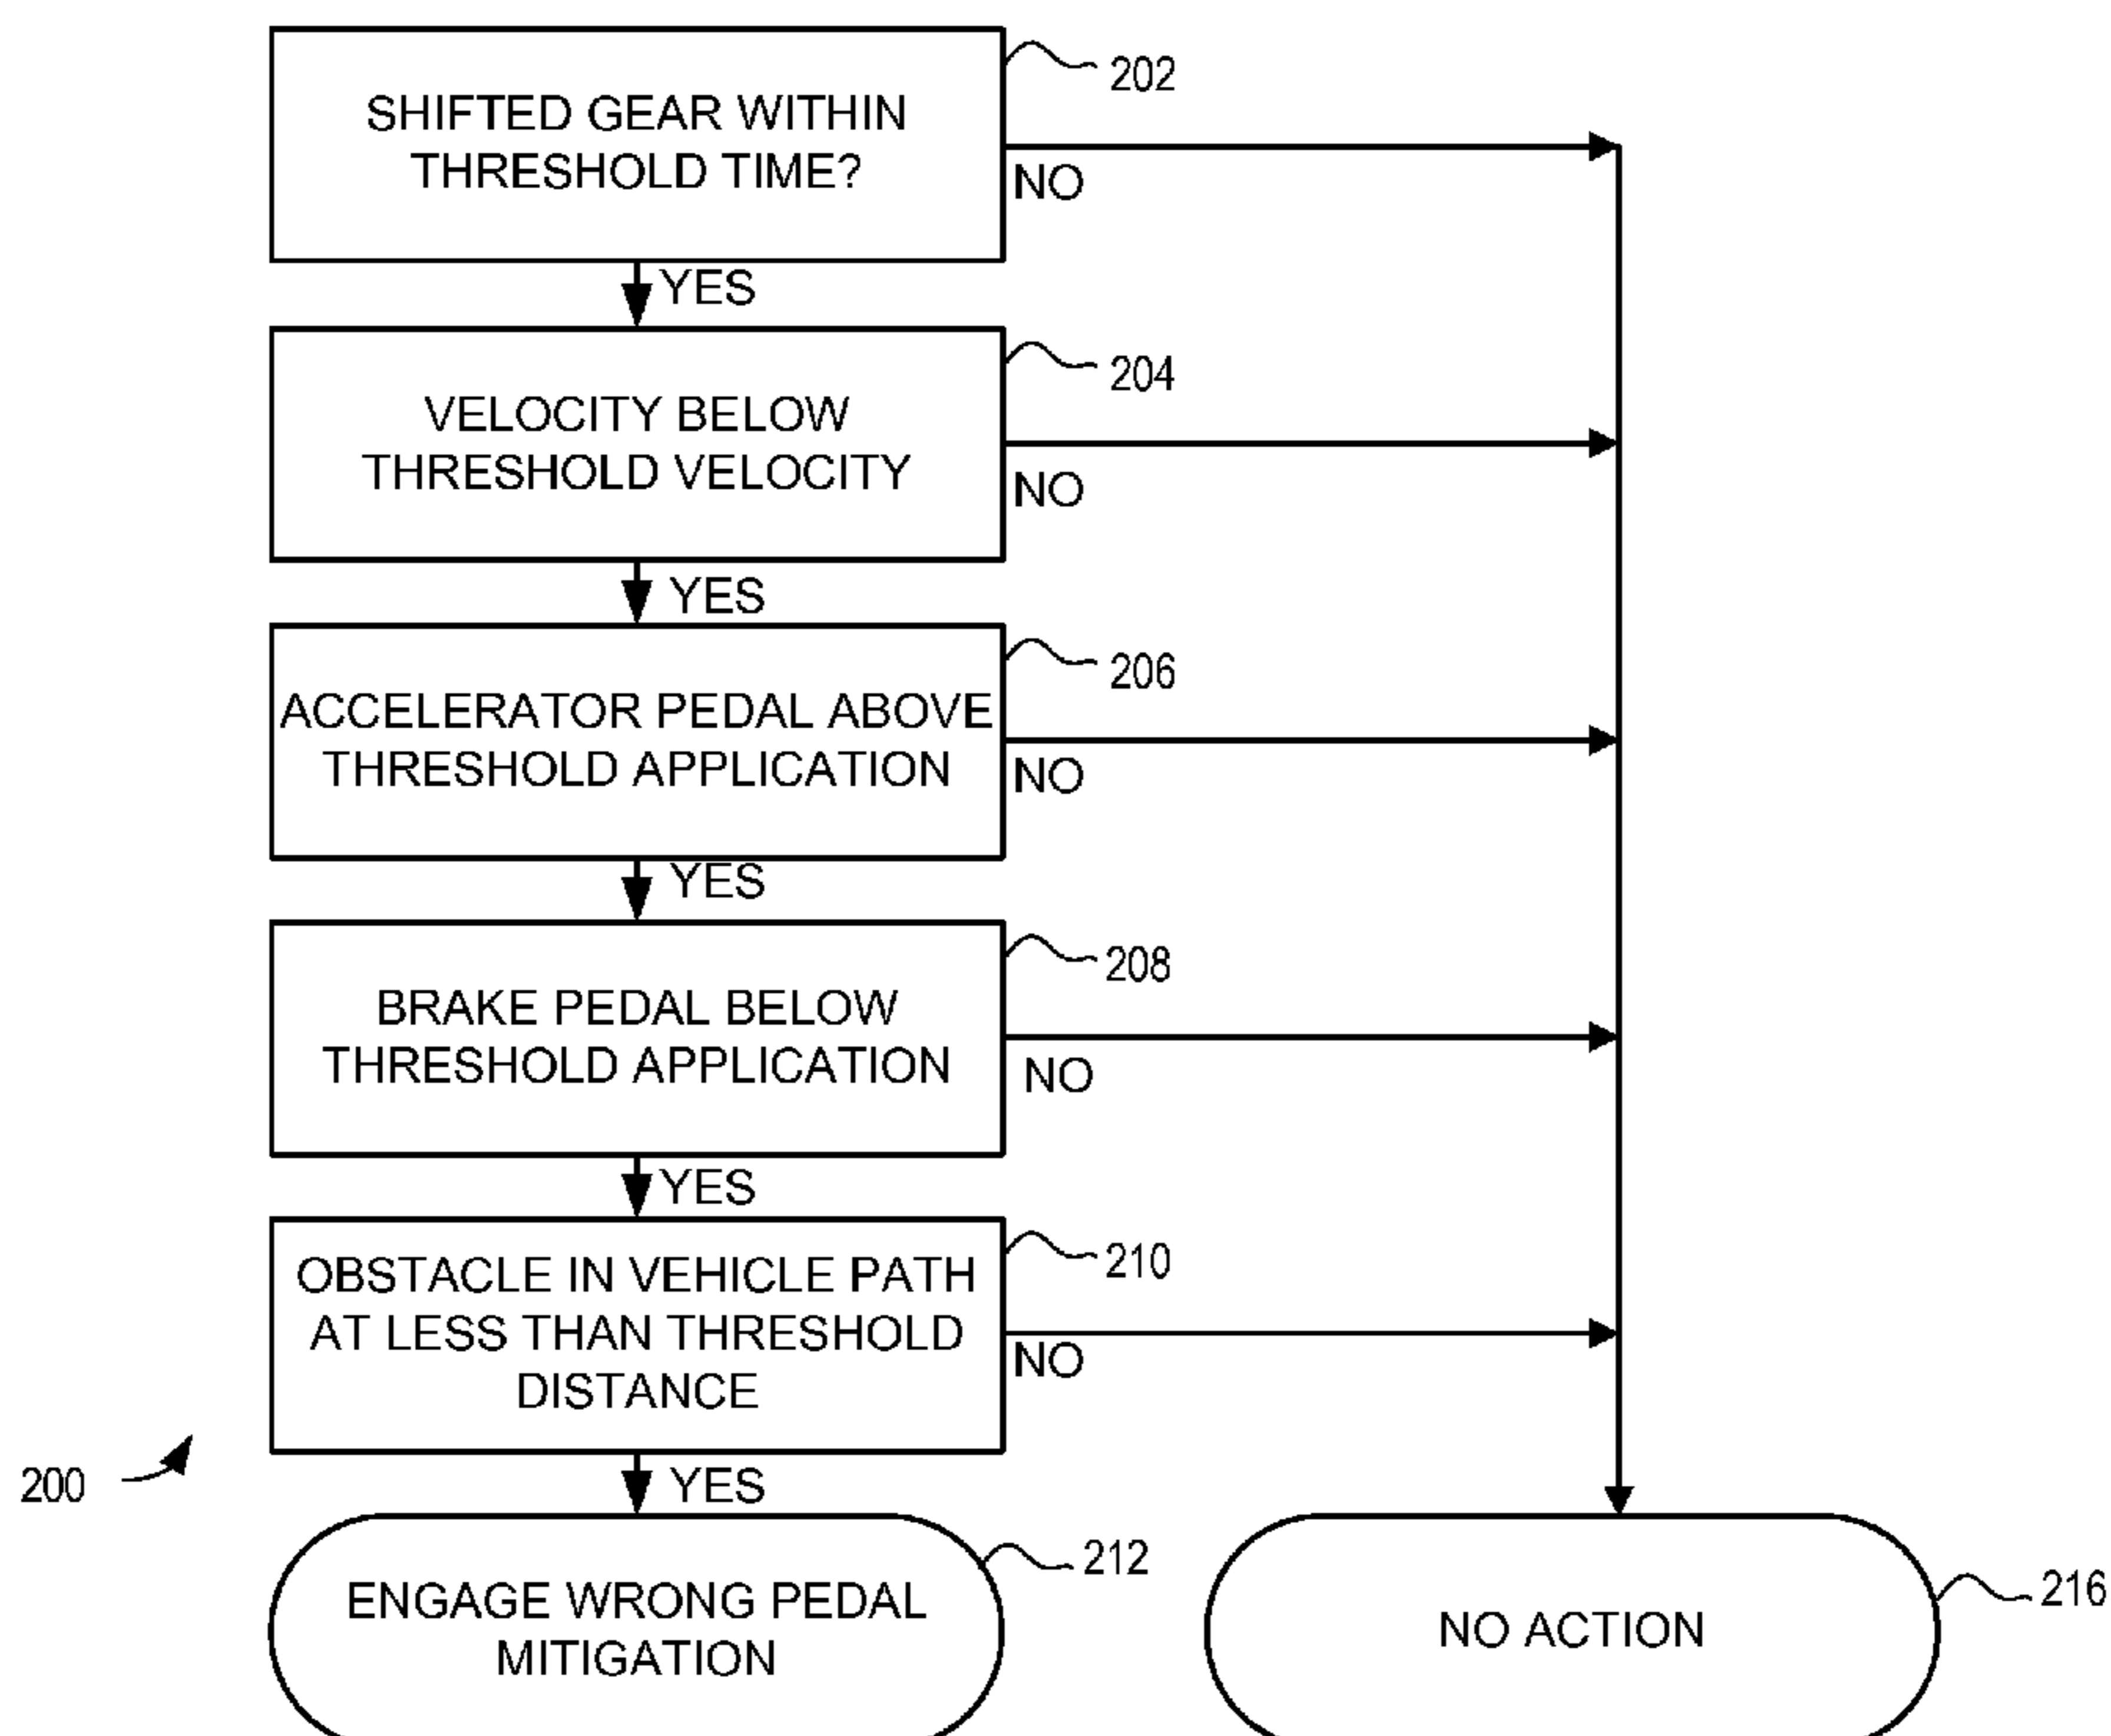 SHIFTED GEAR WITHIN
THRESHOLD TIME?
202
NO
YES
VELOCITY BELOW
THRESHOLD VELOCITY
204
NO
YES
ACCELERATOR PEDAL ABOVE
THRESHOLD APPLICATION
206
NO
YES
BRAKE PEDAL BELOW
THRESHOLD APPLICATION
208
NO
YES
OBSTACLE IN VEHICLE PATH
AT LESS THAN THRESHOLD
DISTANCE
210
NO
200
YES
ENGAGE WRONG PEDAL
MITIGATION
212
NO ACTION
216